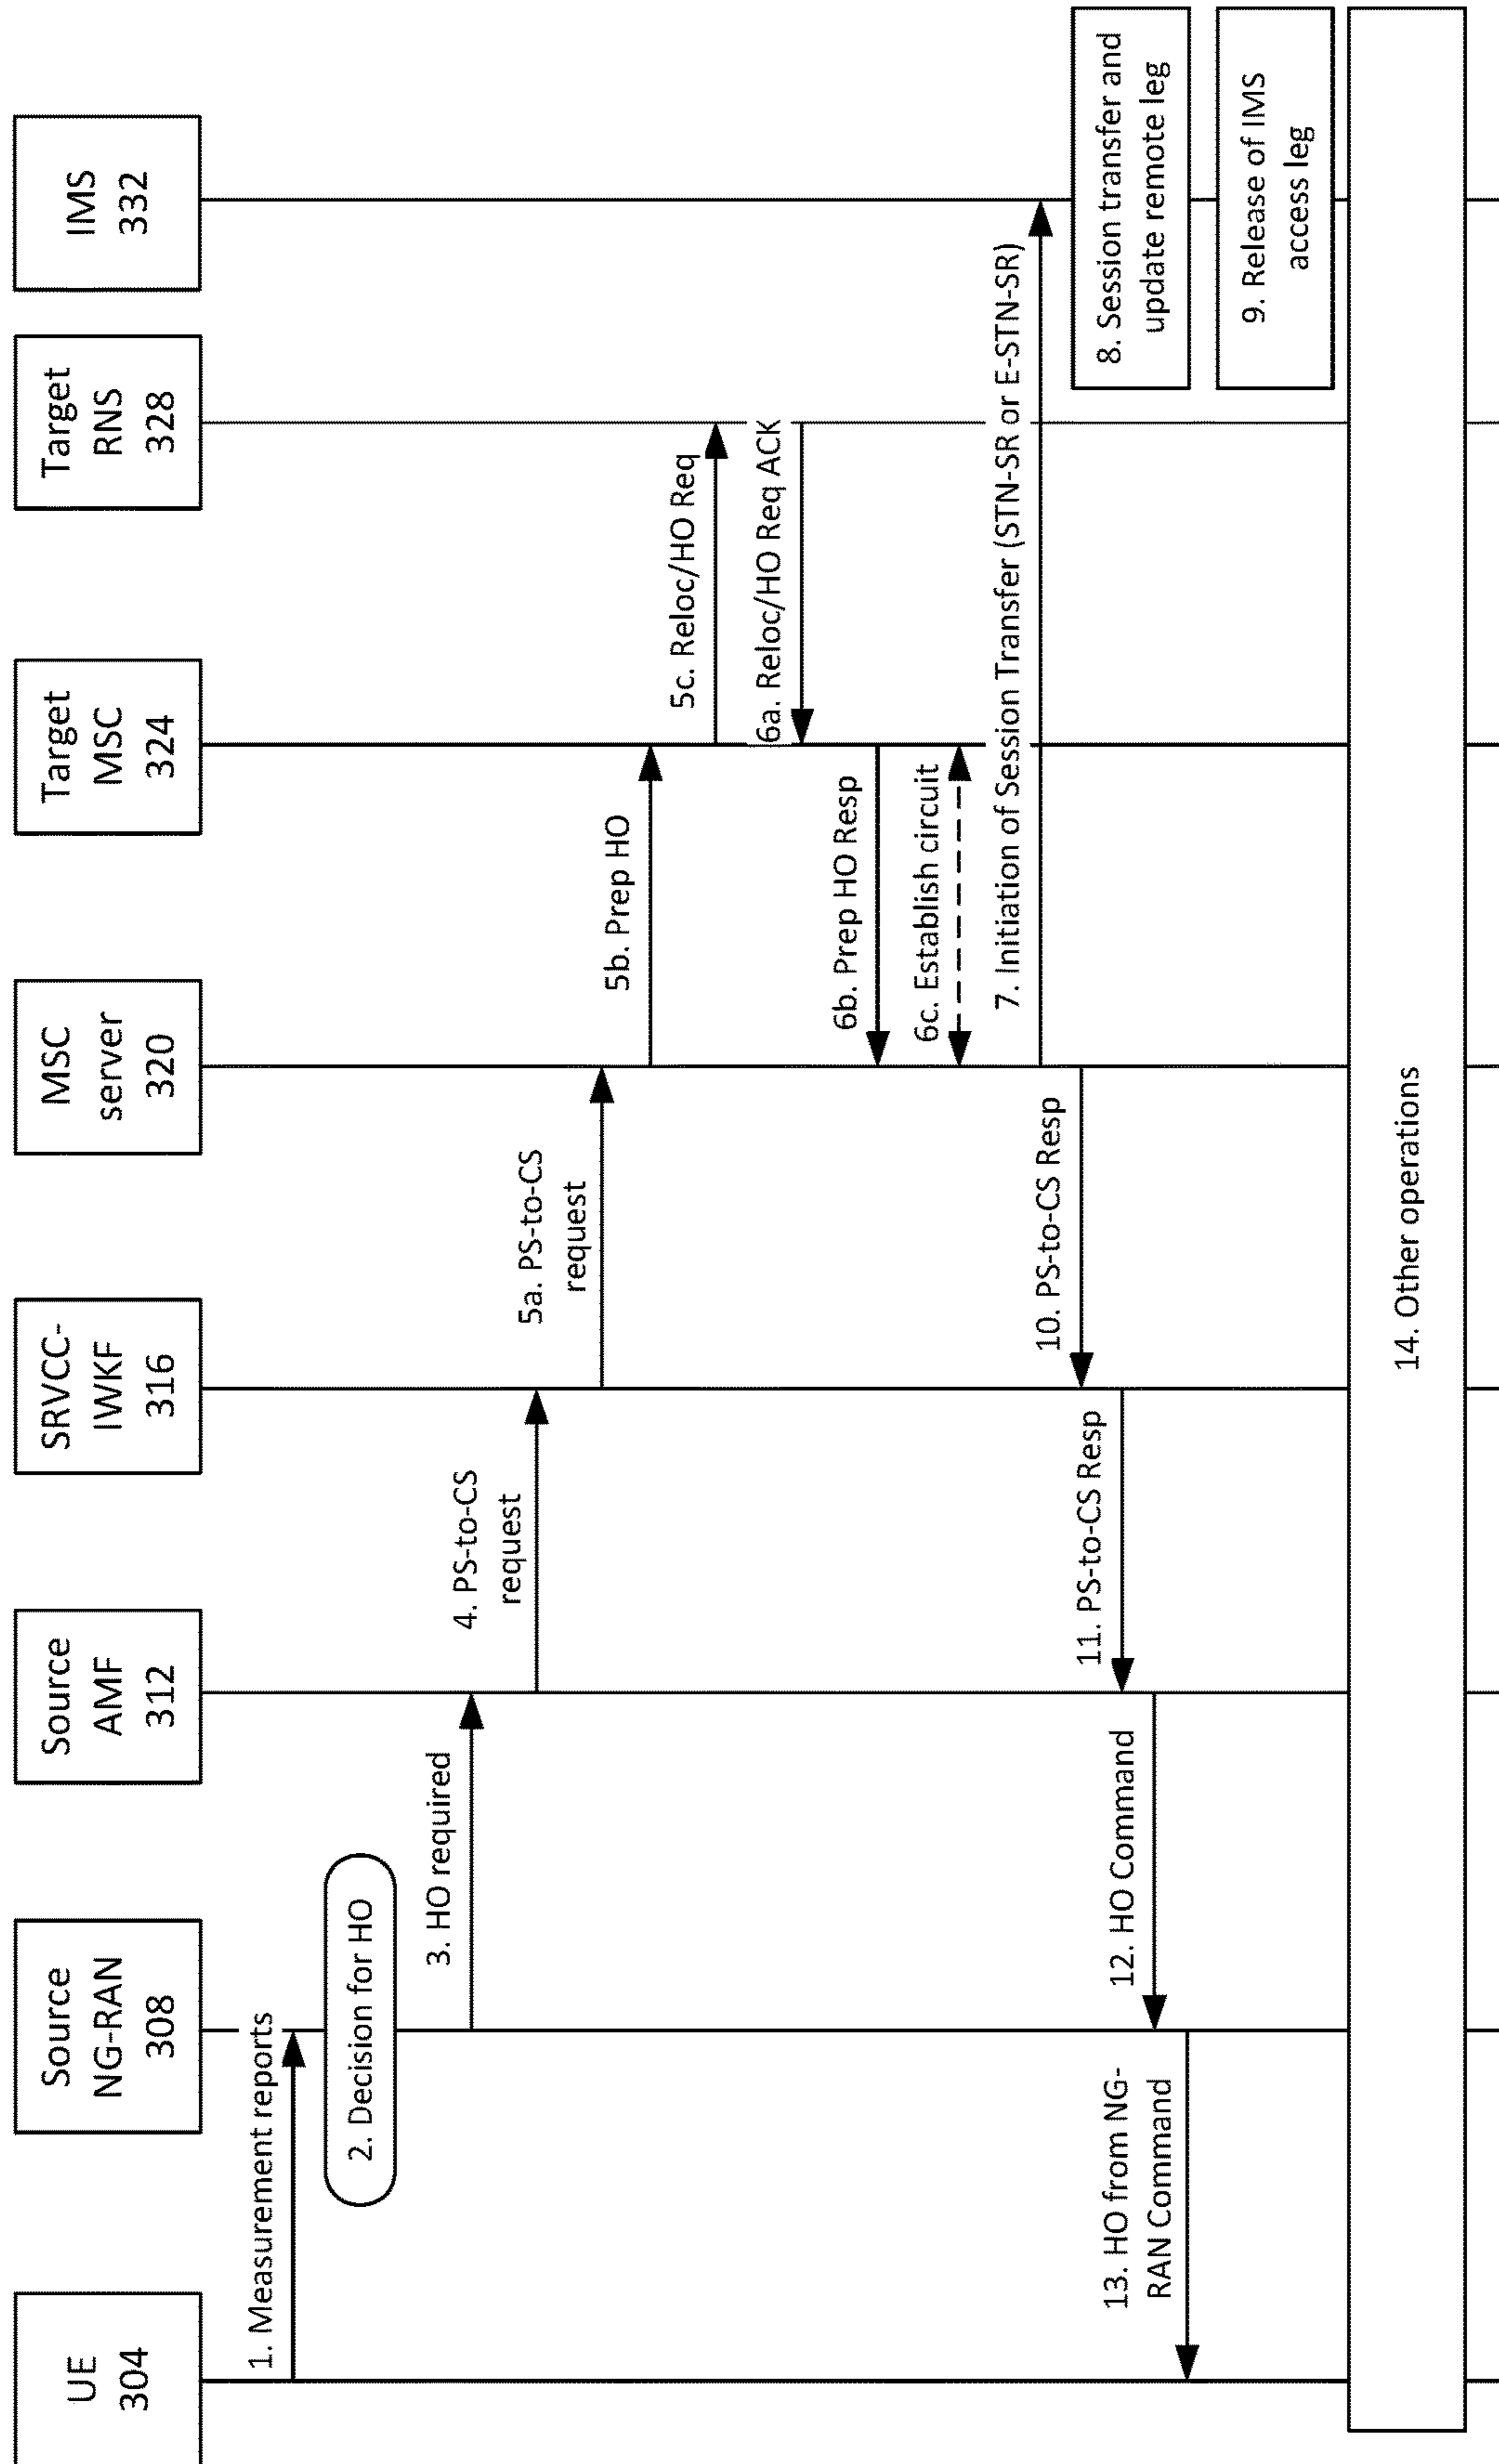 UE
304
Source
NG-RAN
308
Source
AMF
312
SRVCC-
IWKF
316
MSC
server
320
Target
MSC
324
Target
RNS
328
IMS
332
1. Measurement reports
2. Decision for HO
3. HO required
4. PS-to-CS
request
5a. PS-to-CS
request
5b. Prep HO
5c. Reloc/HO Req
6a. Reloc/HO Req ACK
6b. Prep HO Resp
6c. Establish circuit
7. Initiation of Session Transfer (STN-SR or E-STN-SR)
8. Session transfer and
update remote leg
9. Release of IMS
access leg
10. PS-to-CS Resp
11. PS-to-CS Resp
12. HO Command
13. HO from NG-
RAN Command
14. Other operations